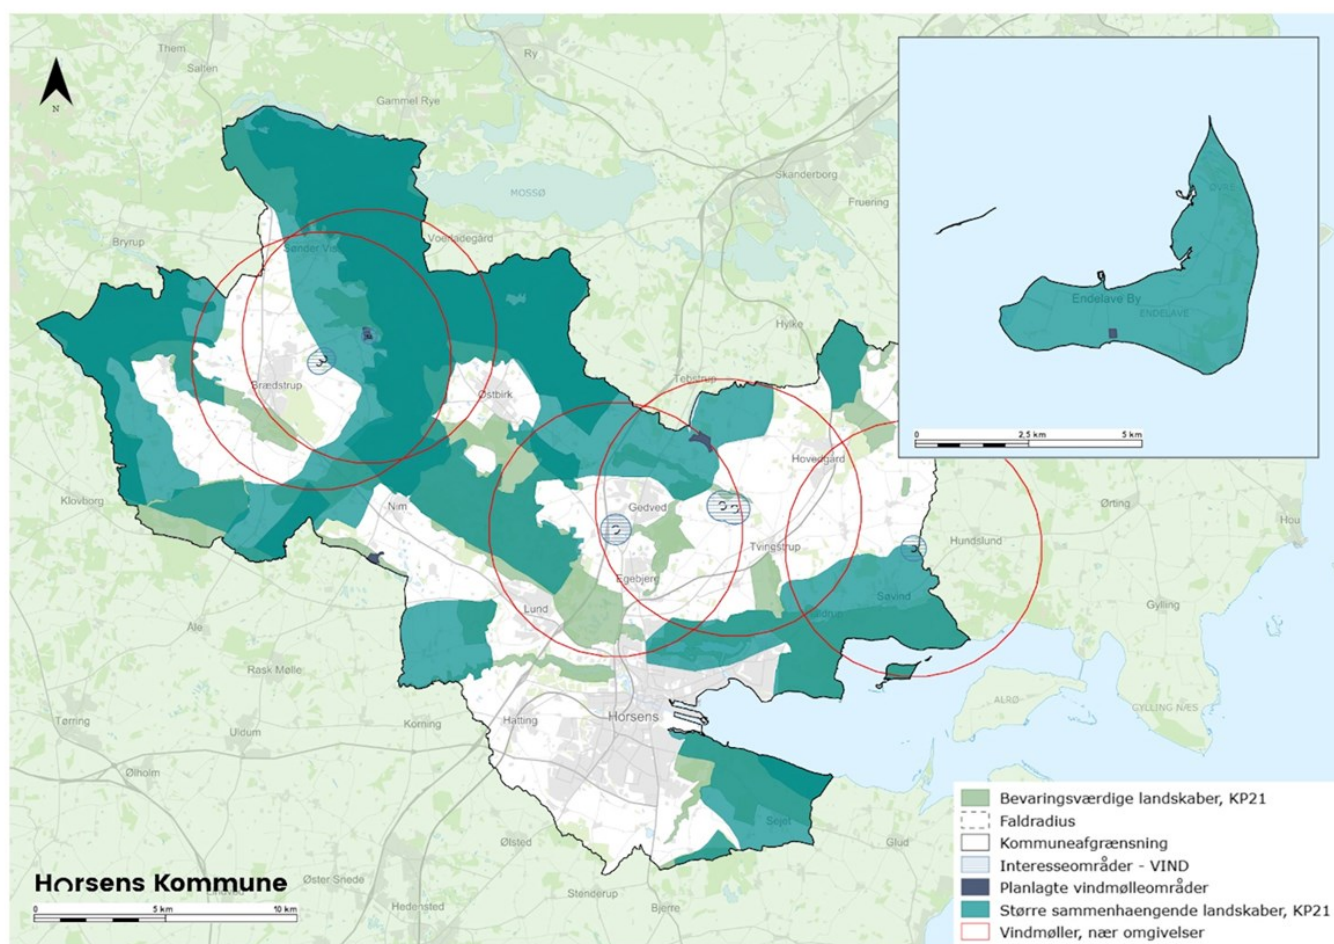 Them
Salten
Ry
Gammel Rye
N
MOSSØ
Skanderborg
Fruering
Bryrup
Voerladegård
Hylke
Brædstrup
Østbirk
Tebstrup
Hovedgård
Klovborg
Nim
Gedved
Ørting
Hou
Hundslund
Tvingstrup
Egebjerg
Lund
Søvind
Gylling
Åle
Rask Mølle
ALRØ
GYLLING NÆS
Tørring
Uldum
Korning
Hatting
Horsens
Ølholm
Sejet
Ølsted
Glud
Øster Snede
Hedensted
Stenderup
Bjerre
ØVRE
Endelave By
ENDELAVE
0 2,5 km 5 km
Bevaringsværdige landskaber, KP21
Faldradius
Kommuneafgrænsning
Interesseområder - VIND
Planlagte vindmølleområder
Større sammenhaengende landskaber, KP21
Vindmøller, nær omgivelser
Horsens Kommune
0 5 km 10 km